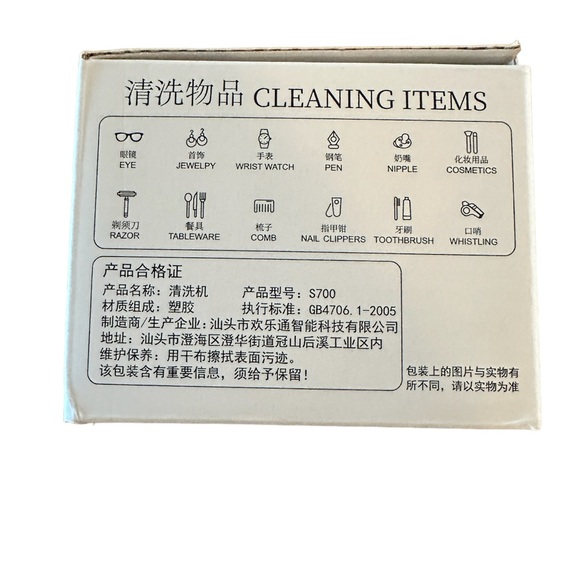 清洗物品 CLEANING ITEMS
眼镜 首饰 手表 钢笔 奶嘴 化妆用品
EYE JEWELPY WRIST WATCH PEN NIPPLE COSMETICS
剃须刀 餐具 梳子 指甲钳 牙刷 口哨
RAZOR TABLEWARE COMB NAIL CLIPPERS TOOTHBRUSH WHISTLING
产品合格证
产品名称：清洗机 产品型号：S700
材质组成：塑胶 执行标准：GB4706.1-2005
制造商/生产企业：汕头市欢乐通智能科技有限公司
地址：汕头市澄海区澄华街道冠山后溪工业区内
维护保养：用干布擦拭表面污迹。
该包装含有重要信息，须给予保留！
包装上的图片与实物有
所不同，请以实物为准